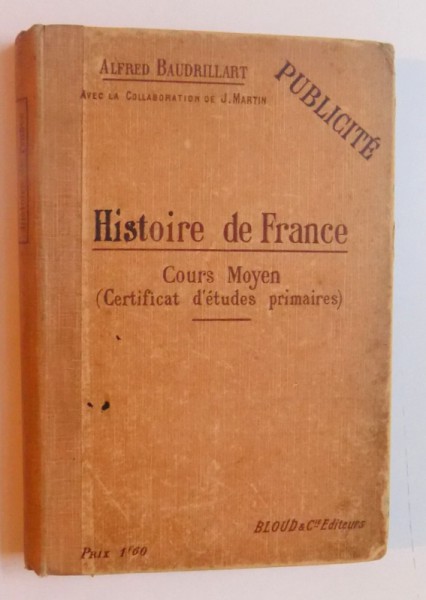 ALFRED BAUDRILLART
AVEC LA COLLABORATION DE J. MARTIN
PUBLICITÉ
Histoire de France
Cours Moyen
(Certificat d'études primaires)
BLOUD & Cie Editeurs
PRIX 1f60